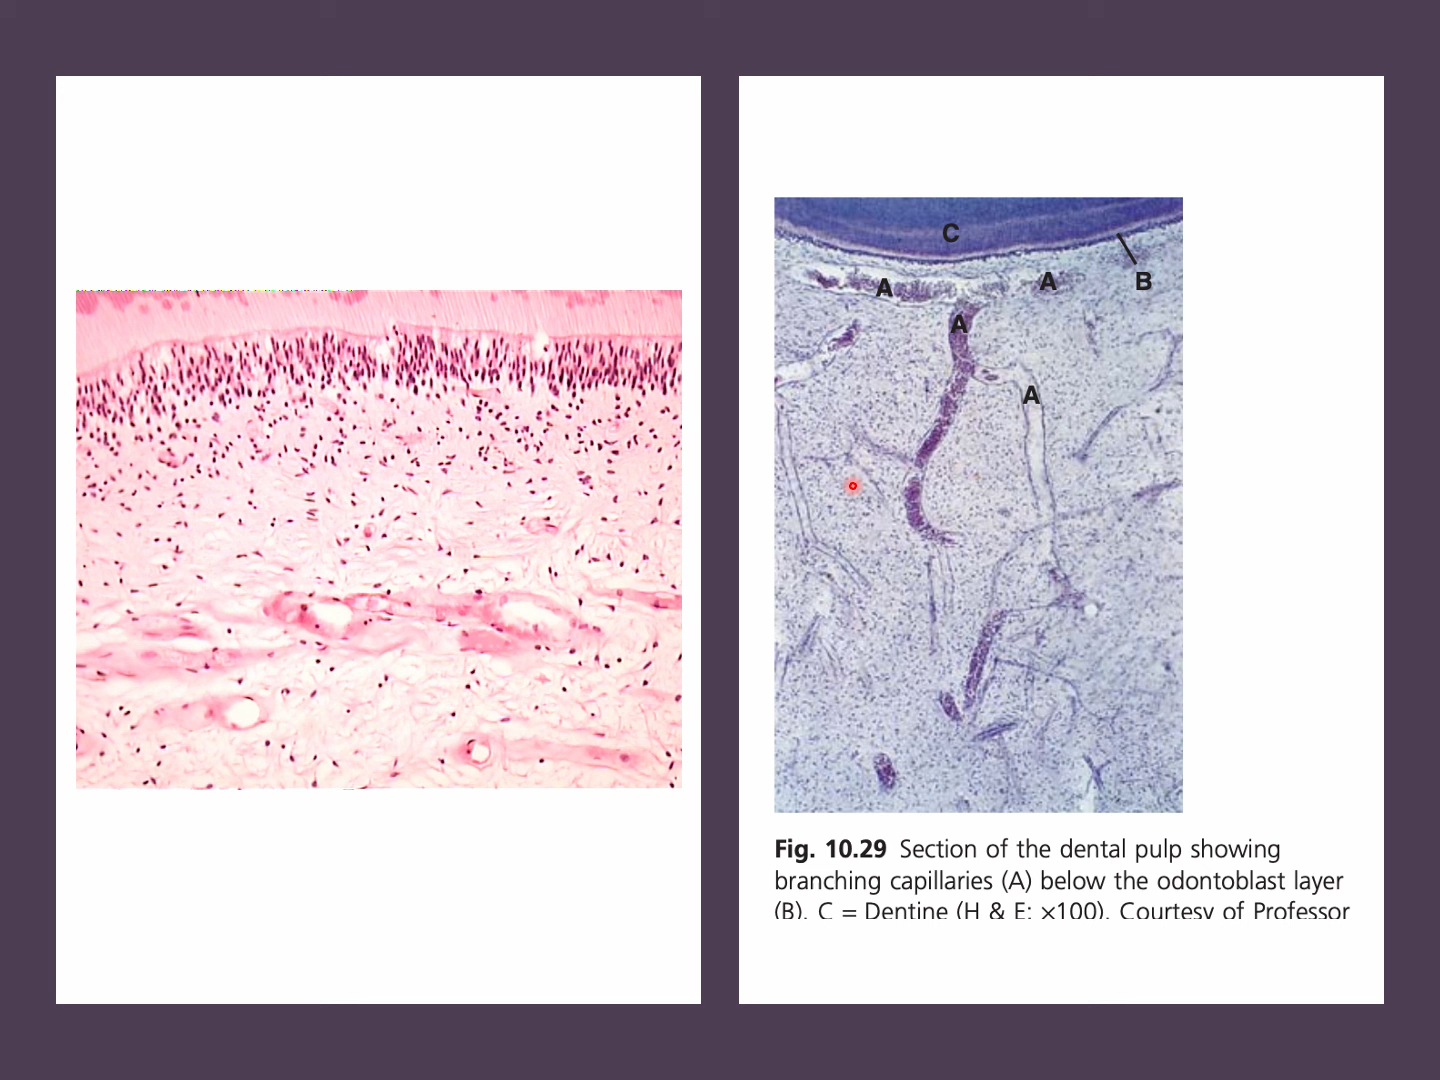 C
A
A
B
A
A
Fig. 10.29 Section of the dental pulp showing
branching capillaries (A) below the odontoblast layer
(B). C = Dentine (H & E; ×100). Courtesy of Professor